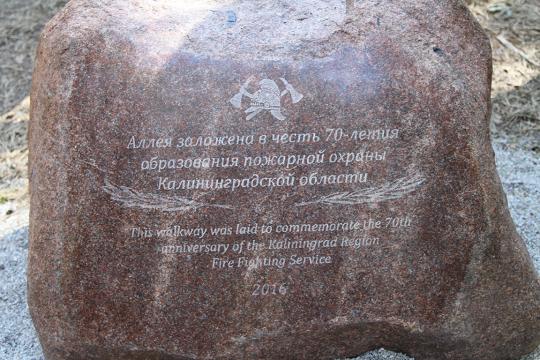 Аллея заложена в честь 70-летия
образования пожарной охраны
Калининградской области
This walkway was laid to commemorate the 70th
anniversary of the Kaliningrad Region
Fire Fighting Service
2016